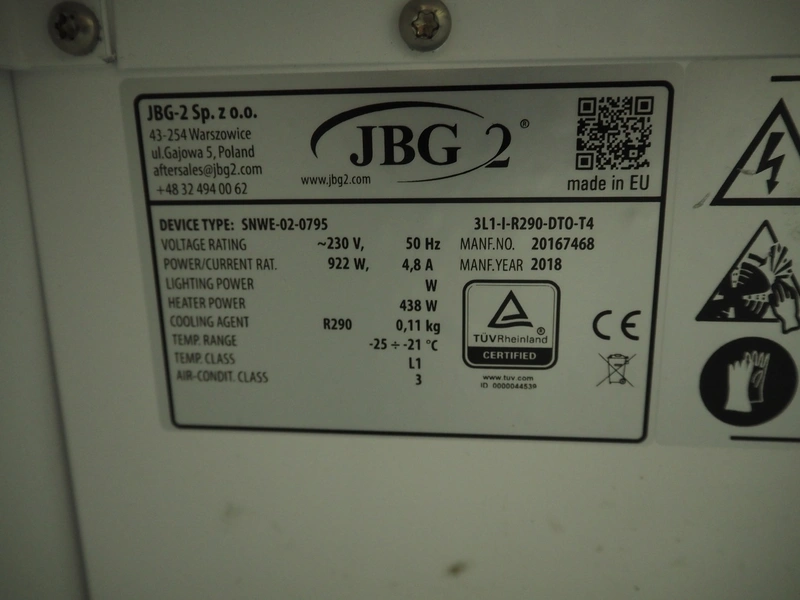 JBG-2 Sp. z o.o.
43-254 Warszowice
ul.Gajowa 5, Poland
aftersales@jbg2.com
+48 32 494 00 62
JBG 2®
www.jbg2.com
made in EU
DEVICE TYPE: SNWE-02-0795 3L1-I-R290-DTO-T4
VOLTAGE RATING ~230 V, 50 Hz MANF.NO. 20167468
POWER/CURRENT RAT. 922 W, 4,8 A MANF.YEAR 2018
LIGHTING POWER W
HEATER POWER 438 W
COOLING AGENT R290 0,11 kg
TEMP. RANGE -25 ÷ -21 °C
TEMP. CLASS L1
AIR-CONDIT. CLASS 3
TÜVRheinland®
CERTIFIED
www.tuv.com
ID 0000044539
CE